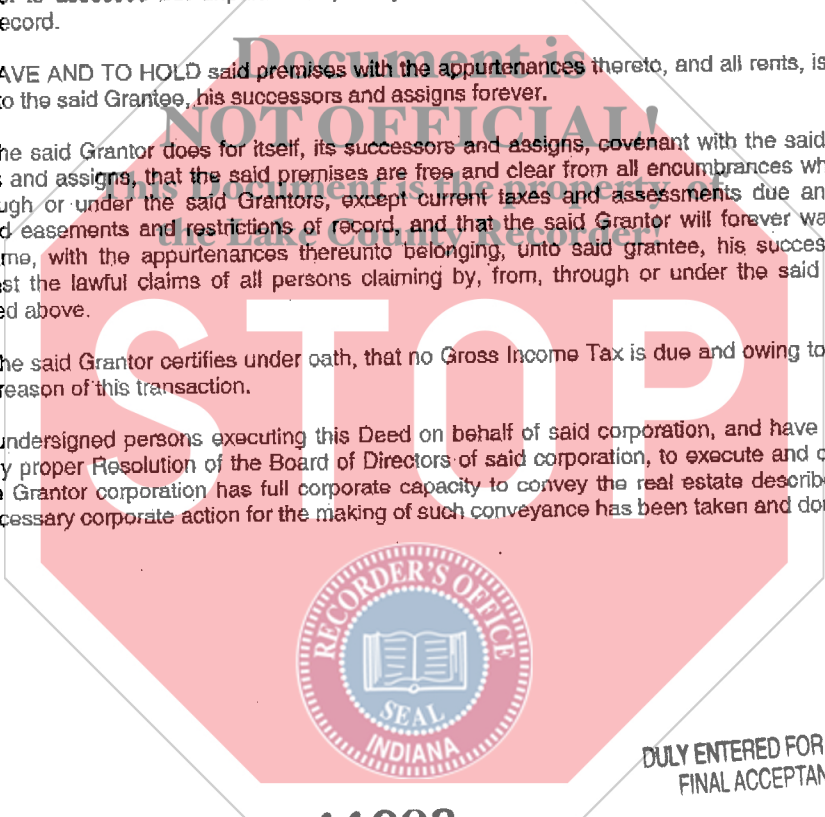 ecord.
Document is
AVE AND TO HOLD said premises with the appurtenances thereto, and all rents, is
o the said Grantee, his successors and assigns forever.
NOT OFFICIAL!
he said Grantor does for itself, its successors and assigns, covenant with the said
s and assigns, that the said premises are free and clear from all encumbrances wh
This Document is the property of
ugh or under the said Grantors, except current taxes and assessments due an
d easements and restrictions of record, and that the said Grantor will forever wa
the Lake County Recorder!
me, with the appurtenances thereunto belonging, unto said grantee, his succes
st the lawful claims of all persons claiming by, from, through or under the said
ed above.
STOP
he said Grantor certifies under oath, that no Gross Income Tax is due and owing to
reason of this transaction.
undersigned persons executing this Deed on behalf of said corporation, and have
y proper Resolution of the Board of Directors of said corporation, to execute and d
Grantor corporation has full corporate capacity to convey the real estate describ
cessary corporate action for the making of such conveyance has been taken and do
RECORDER'S OFFICE
SEAL
INDIANA
DULY ENTERED FOR
FINAL ACCEPTAN